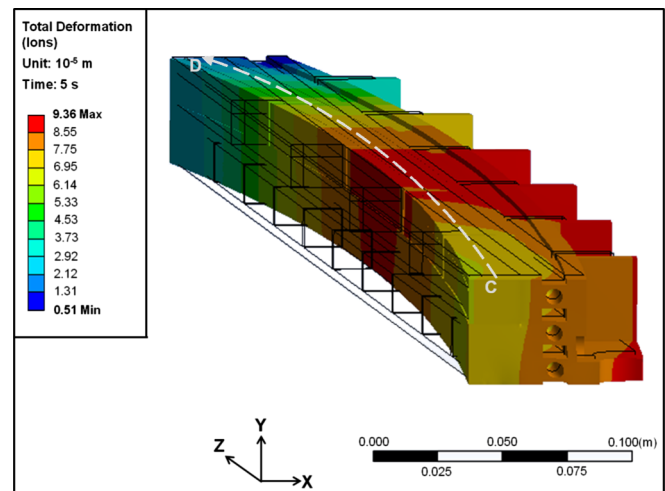 Total Deformation
(Ions)
Unit: 10⁻⁵ m
Time: 5 s
9.36 Max
8.55
7.75
6.95
6.14
5.33
4.53
3.73
2.92
2.12
1.31
0.51 Min
D
C
Y
Z
X
0.000 0.050 0.100(m)
0.025 0.075